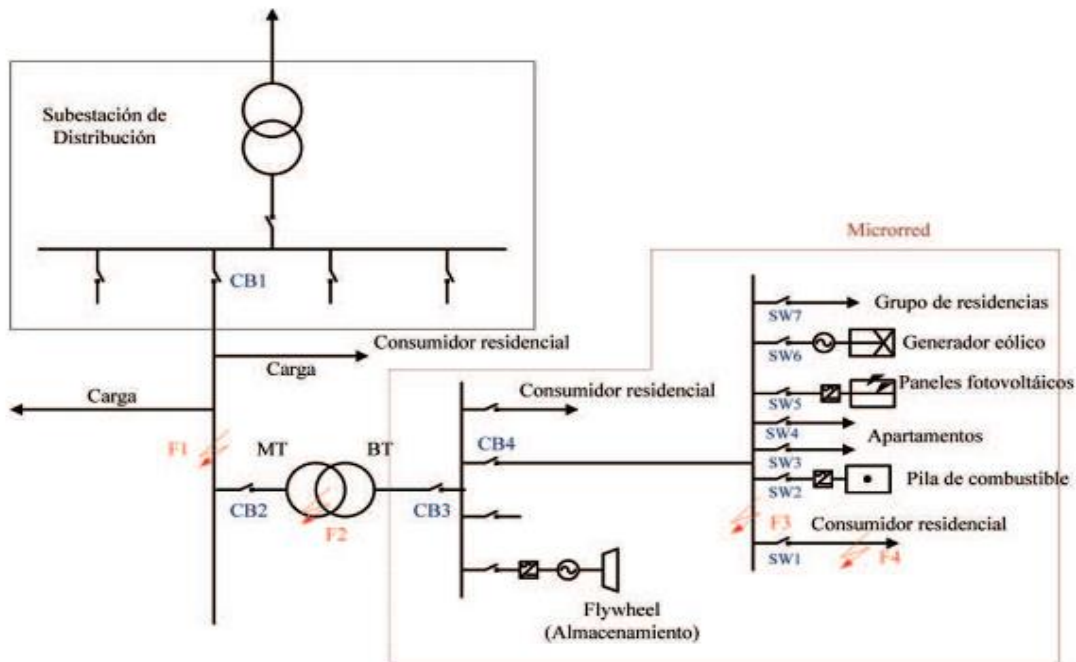 Subestación de
Distribución
CB1
Microrred
Consumidor residencial
Carga
Carga
F1
MT
BT
CB2
F2
CB3
Consumidor residencial
CB4
Flywheel
(Almacenamiento)
SW7
Grupo de residencias
SW6
Generador eólico
SW5
Paneles fotovoltáicos
SW4
Apartamentos
SW3
SW2
Pila de combustible
F3
Consumidor residencial
SW1
F4